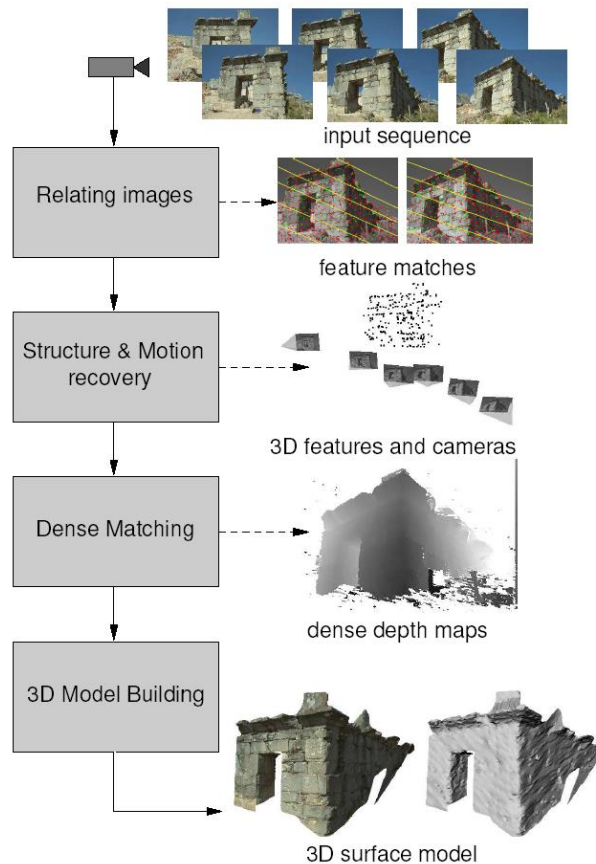 input sequence
Relating images
feature matches
Structure & Motion
recovery
3D features and cameras
Dense Matching
dense depth maps
3D Model Building
3D surface model